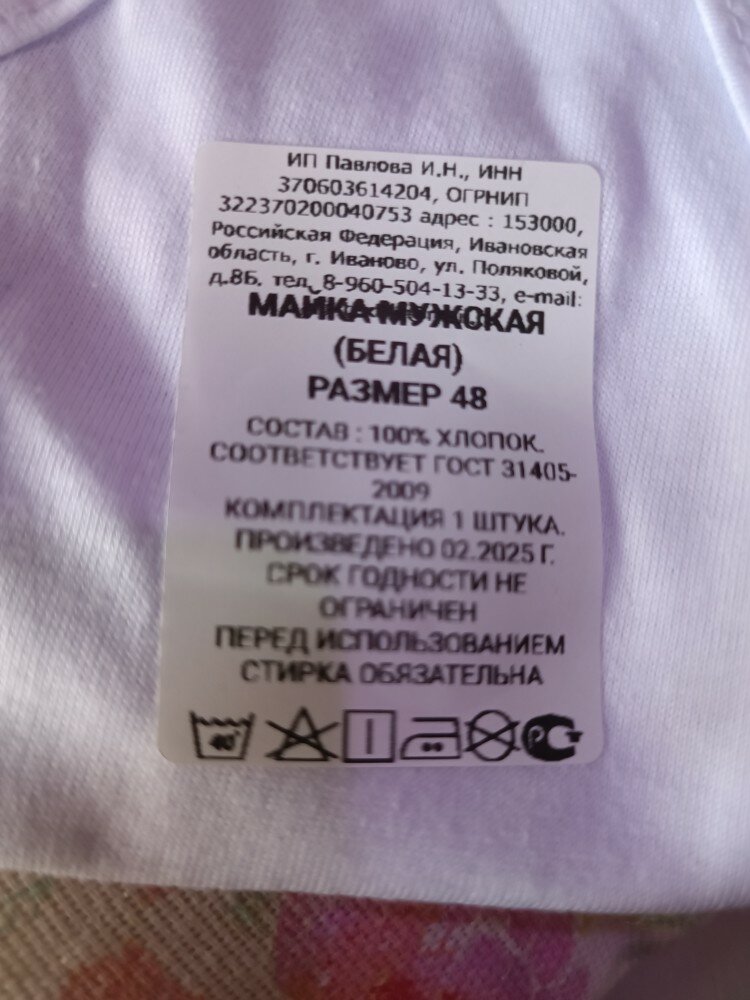 ИП Павлова И.Н., ИНН
370603614204, ОГРНИП
322370200040753 адрес : 153000,
Российская Федерация, Ивановская
область, г. Иваново, ул. Поляковой,
д.8Б, тел. 8-960-504-13-33, e-mail:
МАЙКА МУЖСКАЯ
(БЕЛАЯ)
РАЗМЕР 48
СОСТАВ : 100% ХЛОПОК.
СООТВЕТСТВУЕТ ГОСТ 31405-
2009
КОМПЛЕКТАЦИЯ 1 ШТУКА.
ПРОИЗВЕДЕНО 02.2025 Г.
СРОК ГОДНОСТИ НЕ
ОГРАНИЧЕН
ПЕРЕД ИСПОЛЬЗОВАНИЕМ
СТИРКА ОБЯЗАТЕЛЬНА
40° РСТ